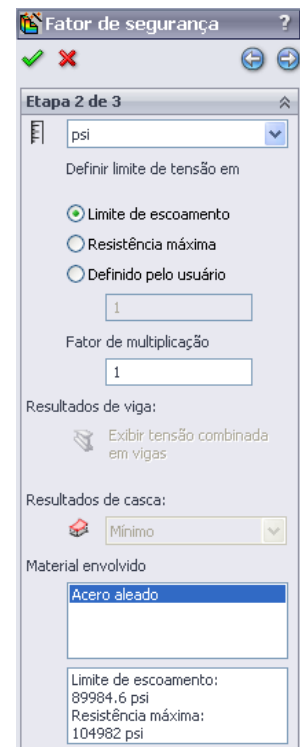 Fator de segurança ?
Etapa 2 de 3
psi
Definir limite de tensão em
Limite de escoamento
Resistência máxima
Definido pelo usuário
1
Fator de multiplicação
1
Resultados de viga:
Exibir tensão combinada
em vigas
Resultados de casca:
Mínimo
Material envolvido
Acero aleado
Limite de escoamento:
89984.6 psi
Resistência máxima:
104982 psi